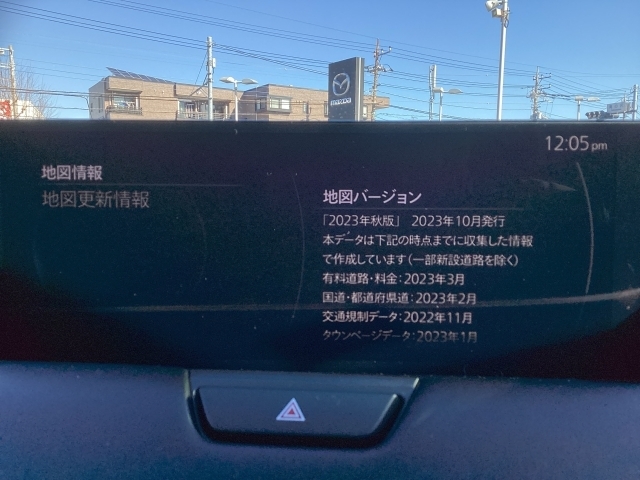 12:05 pm
地図情報
地図更新情報
地図バージョン
「2023年秋版」 2023年10月発行
本データは下記の時点までに収集した情報
で作成しています(一部新設道路を除く)
有料道路・料金:2023年3月
国道・都道府県道:2023年2月
交通規制データ:2022年11月
タウンページデータ:2023年1月